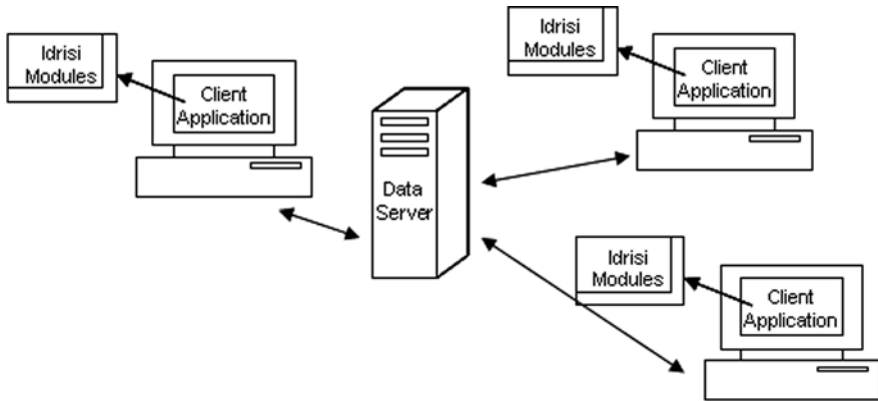 Idrisi
Modules
Client
Application
Data
Server
Idrisi
Modules
Client
Application
Idrisi
Modules
Client
Application